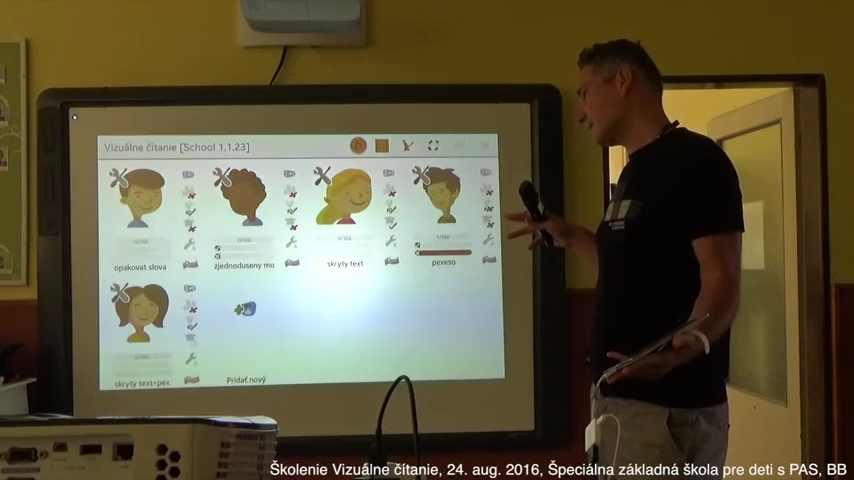 Vizuálne čítanie [School 1.1.23]
opakovať slova
zjednoduseny mo
skryty text
pexeso
skryty text+pex
Pridať nový
Školenie Vizuálne čítanie, 24. aug. 2016, Špeciálna základná škola pre deti s PAS, BB